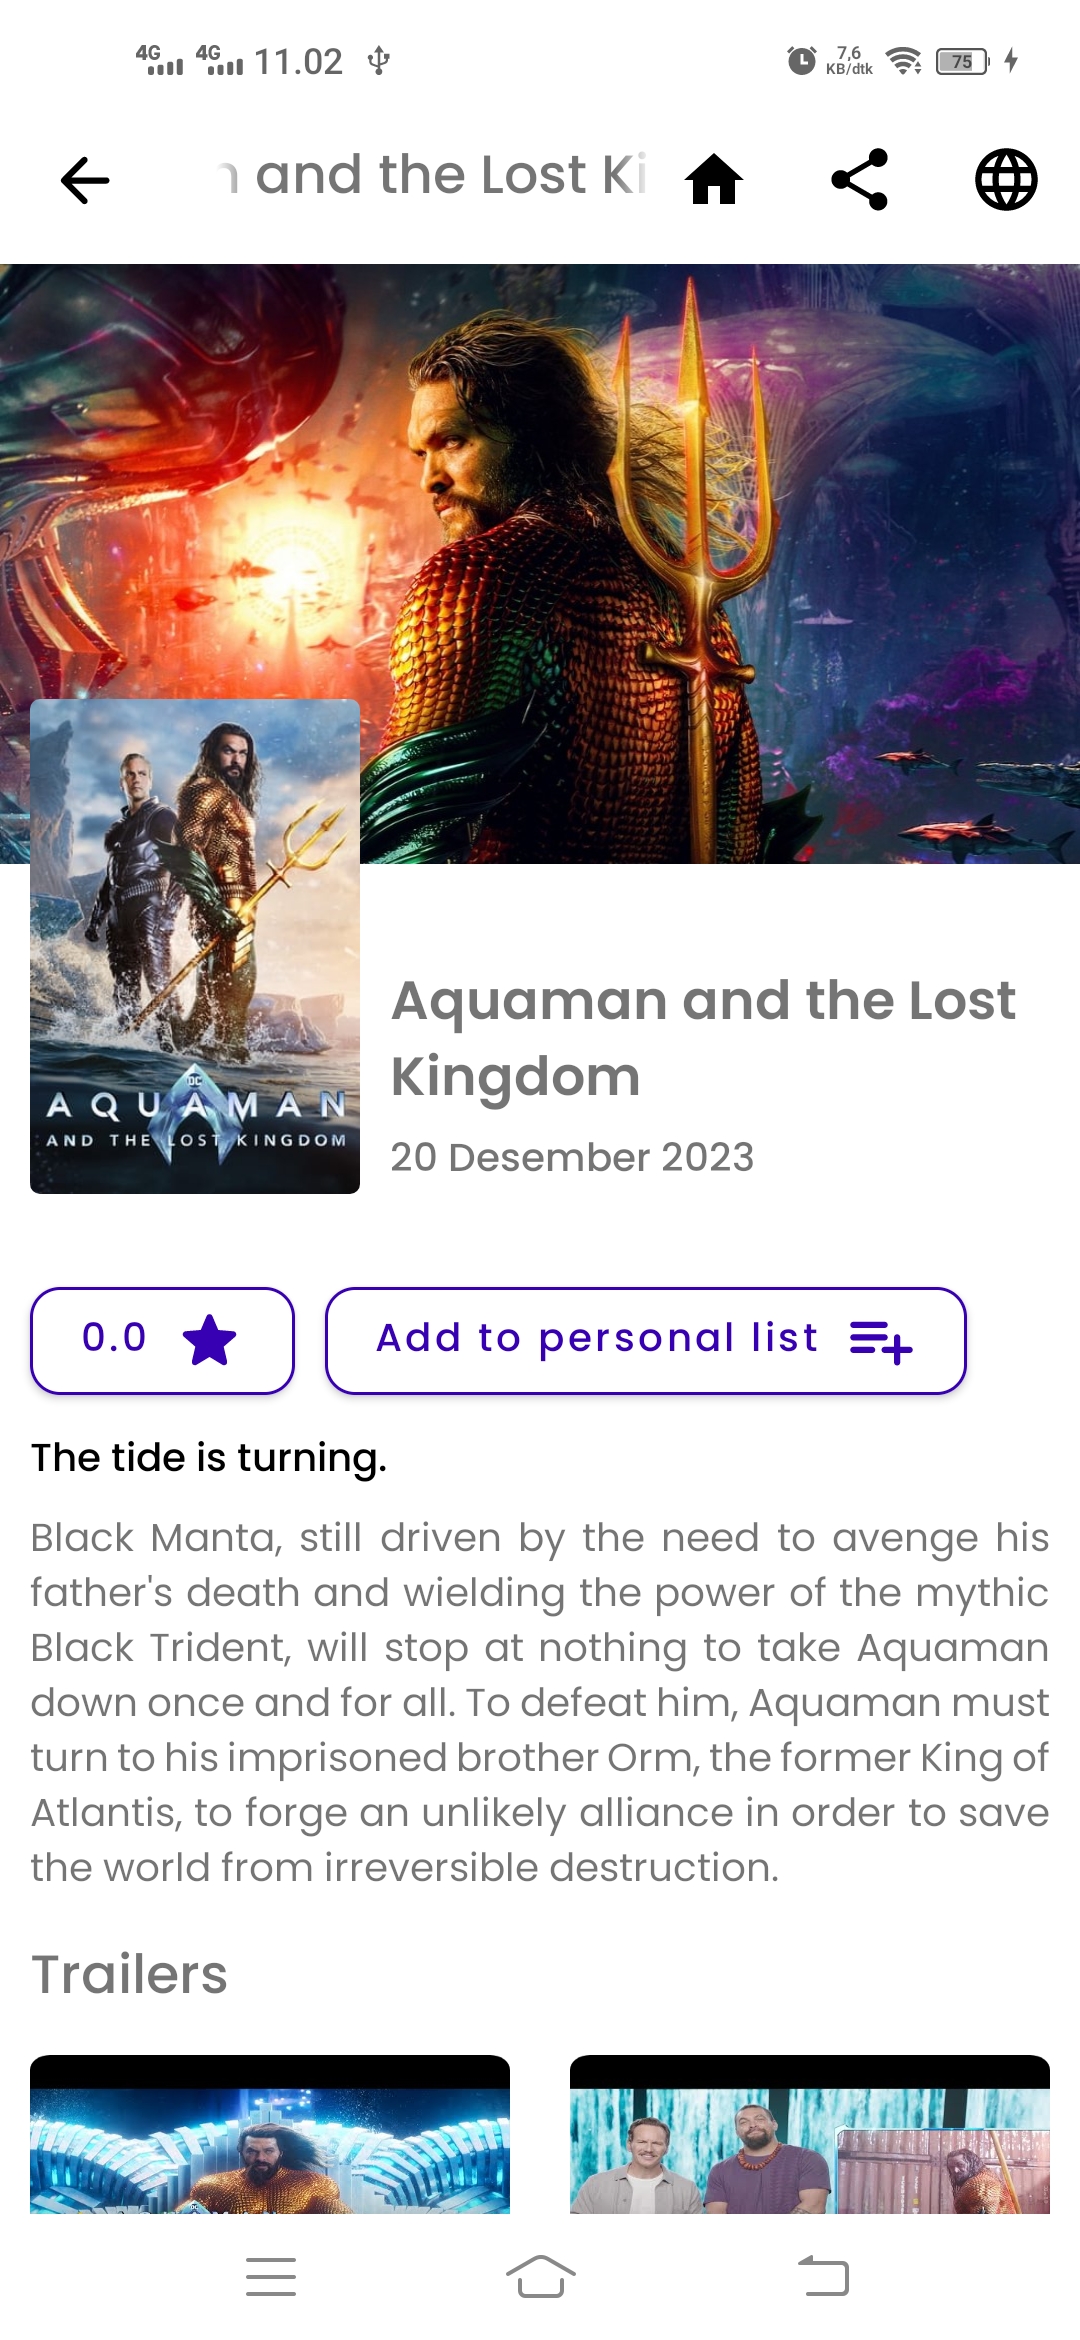 4G 4G 11.02 7,6 KB/dtk 75
and the Lost Ki
DC
AQUAMAN
AND THE LOST KINGDOM
Aquaman and the Lost
Kingdom
20 Desember 2023
0.0
Add to personal list
The tide is turning.
Black Manta, still driven by the need to avenge his
father's death and wielding the power of the mythic
Black Trident, will stop at nothing to take Aquaman
down once and for all. To defeat him, Aquaman must
turn to his imprisoned brother Orm, the former King of
Atlantis, to forge an unlikely alliance in order to save
the world from irreversible destruction.
Trailers